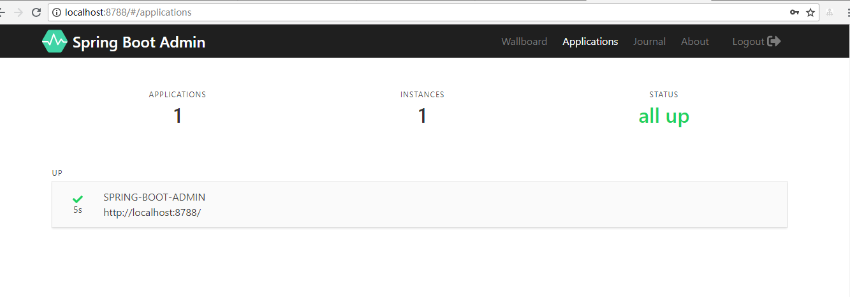 localhost:8788/#/applications
Spring Boot Admin
Wallboard Applications Journal About Logout
APPLICATIONS INSTANCES STATUS
1 1 all up
UP
SPRING-BOOT-ADMIN
5s
http://localhost:8788/